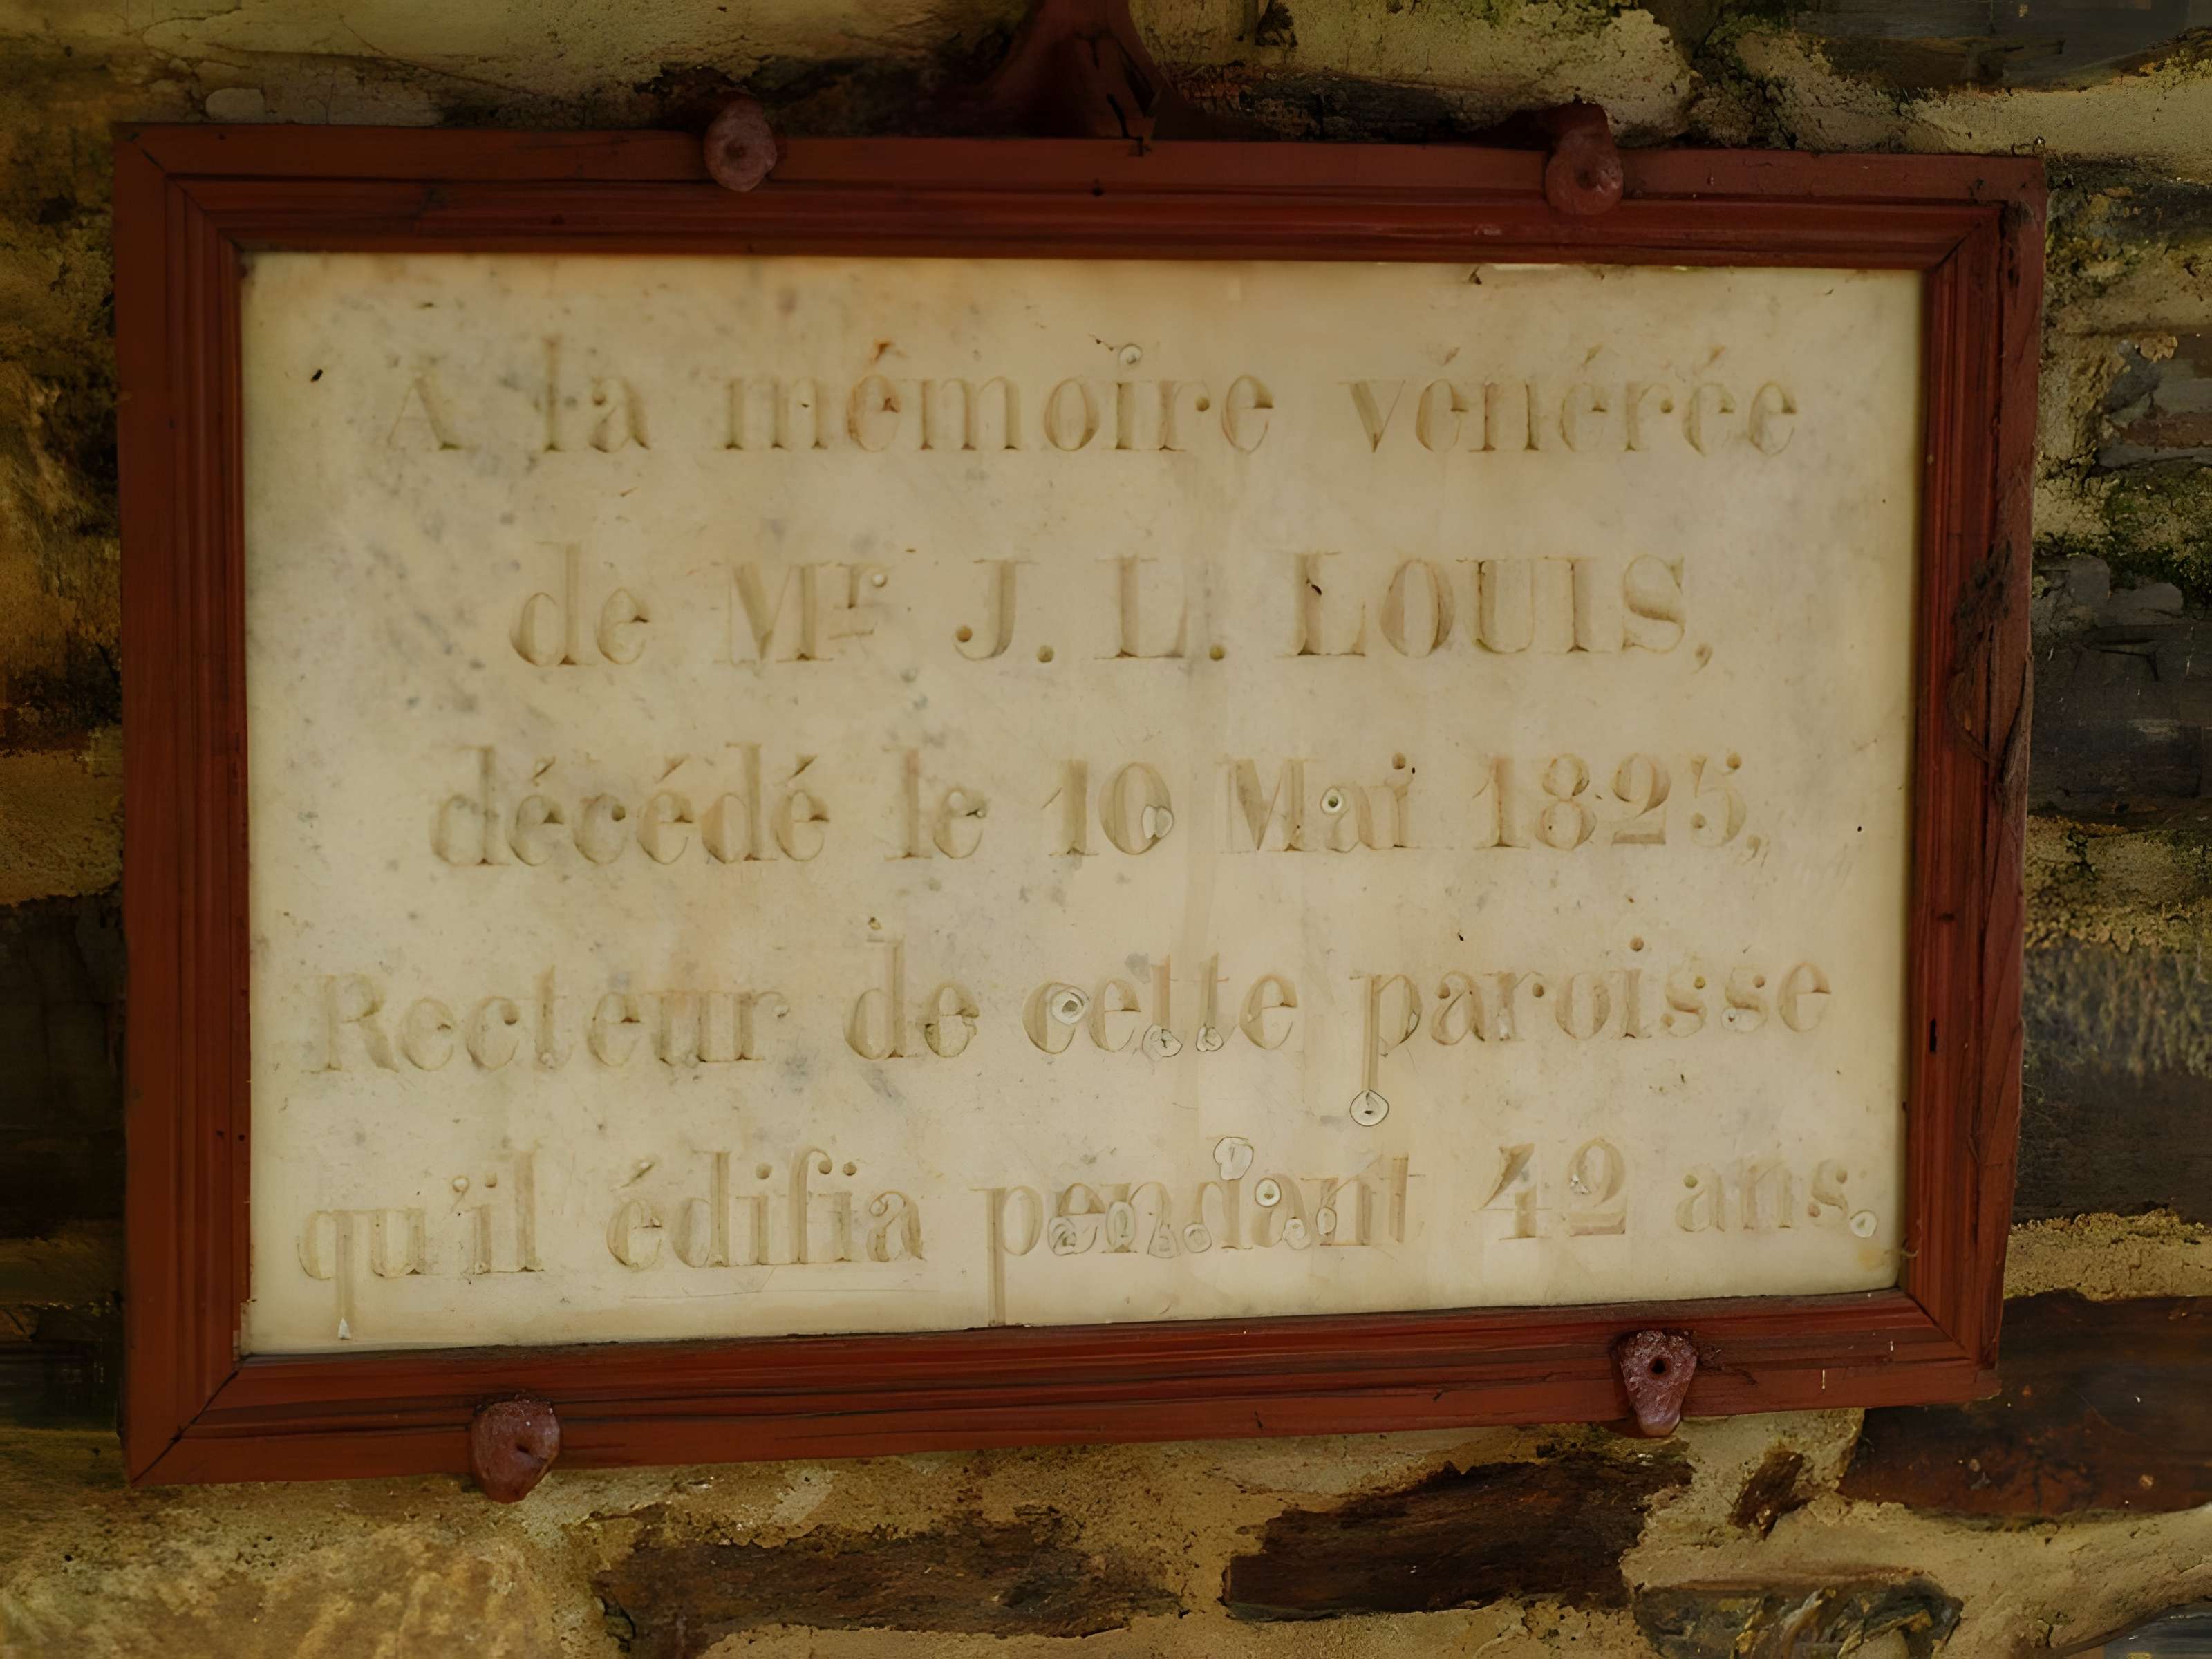 A la mémoire vénérée
de Mr J. L. LOUIS,
décédé le 10 Mai 1825,
Recteur de cette paroisse
qu'il édifia pendant 42 ans.